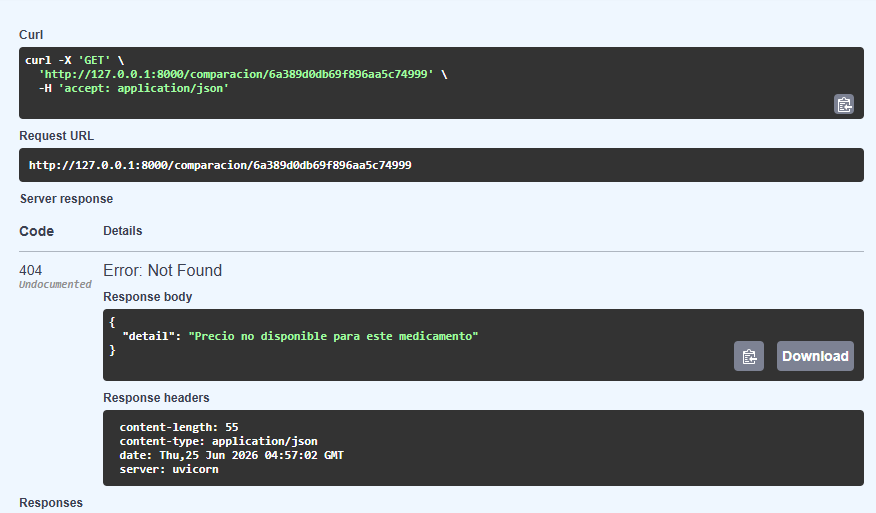 Curl
curl -X 'GET' \
'http://127.0.0.1:8000/comparacion/6a389d0db69f896aa5c74999' \
-H 'accept: application/json'
Request URL
http://127.0.0.1:8000/comparacion/6a389d0db69f896aa5c74999
Server response
Code Details
404 Error: Not Found
Undocumented
Response body
{
"detail": "Precio no disponible para este medicamento"
}
Download
Response headers
content-length: 55
content-type: application/json
date: Thu,25 Jun 2026 04:57:02 GMT
server: uvicorn
Responses